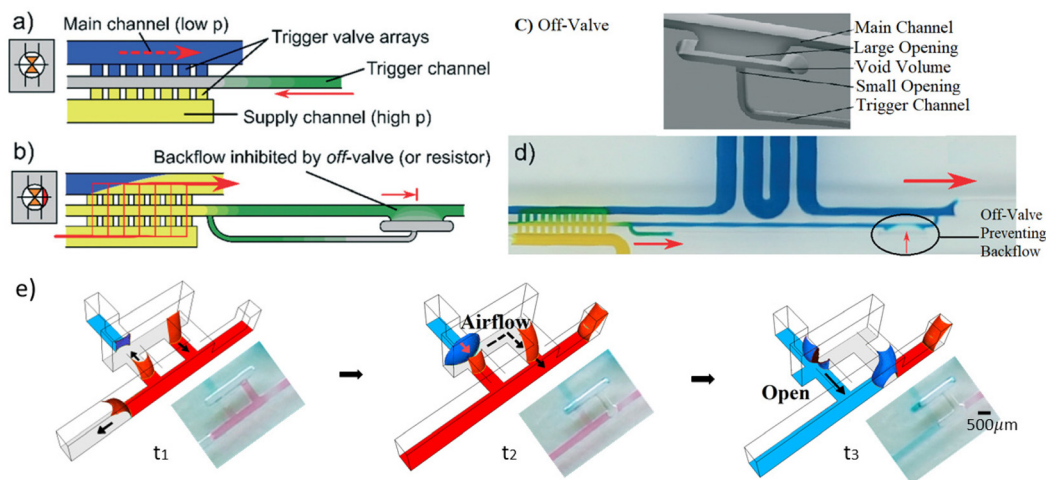 a)
Main channel (low p)
Trigger valve arrays
Trigger channel
Supply channel (high p)
b)
Backflow inhibited by off-valve (or resistor)
C) Off-Valve
Main Channel
Large Opening
Void Volume
Small Opening
Trigger Channel
d)
Off-Valve
Preventing
Backflow
e)
Airflow
Open
t1
t2
t3
500μm